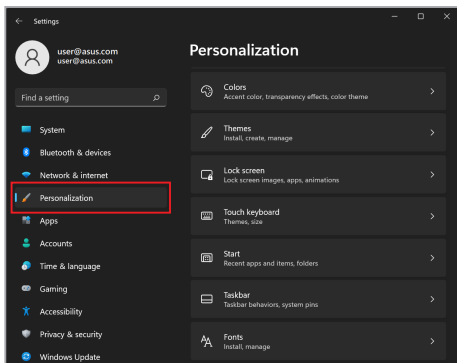 Settings
user@asus.com
user@asus.com
Find a setting
System
Bluetooth & devices
Network & internet
Personalization
Apps
Accounts
Time & language
Gaming
Accessibility
Privacy & security
Windows Update
Personalization
Colors
Accent color, transparency effects, color theme
Themes
Install, create, manage
Lock screen
Lock screen images, apps, animations
Touch keyboard
Themes, size
Start
Recent apps and items, folders
Taskbar
Taskbar behaviors, system pins
Fonts
Install, manage